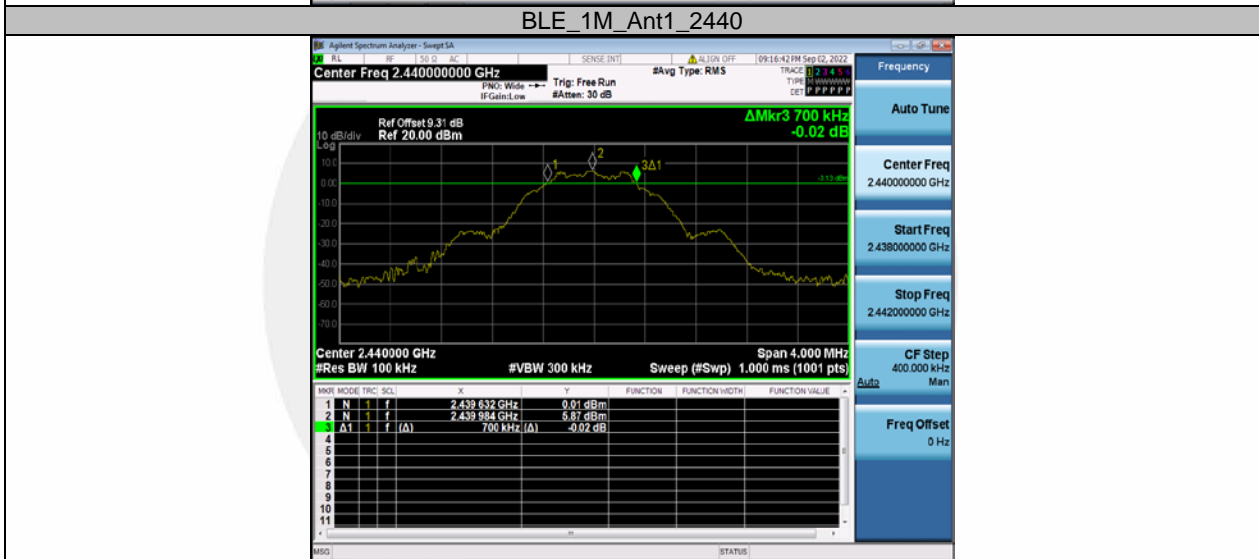 BLE_1M_Ant1_2440
Agilent Spectrum Analyzer - Swept SA
RL RF 50 Ω AC SENSE:INT ALIGN OFF 09:16:42 PM Sep 02, 2022
Center Freq 2.440000000 GHz
PNO: Wide
IFGain:Low
Trig: Free Run
#Atten: 30 dB
#Avg Type: RMS
TRACE 1 2 3 4 5 6
TYPE M WWWWW
DET P P P P P P
Frequency
Auto Tune
ΔMkr3 700 kHz
-0.02 dB
Ref Offset 9.31 dB
10 dB/div Ref 20.00 dBm
Log
10.0
0.00
-10.0
-20.0
-30.0
-40.0
-50.0
-60.0
-70.0
1
2
3Δ1
-3.13 dBm
Center Freq
2.440000000 GHz
Start Freq
2.438000000 GHz
Stop Freq
2.442000000 GHz
CF Step
400.000 kHz
Auto Man
Freq Offset
0 Hz
Center 2.440000 GHz Span 4.000 MHz
#Res BW 100 kHz #VBW 300 kHz Sweep (#Swp) 1.000 ms (1001 pts)
MKR MODE TRC SCL X Y FUNCTION FUNCTION WIDTH FUNCTION VALUE
1 N 1 f 2.439 632 GHz 0.01 dBm
2 N 1 f 2.439 984 GHz 5.87 dBm
3 Δ1 1 f (Δ) 700 kHz (Δ) -0.02 dB
4
5
6
7
8
9
10
11
MSG STATUS